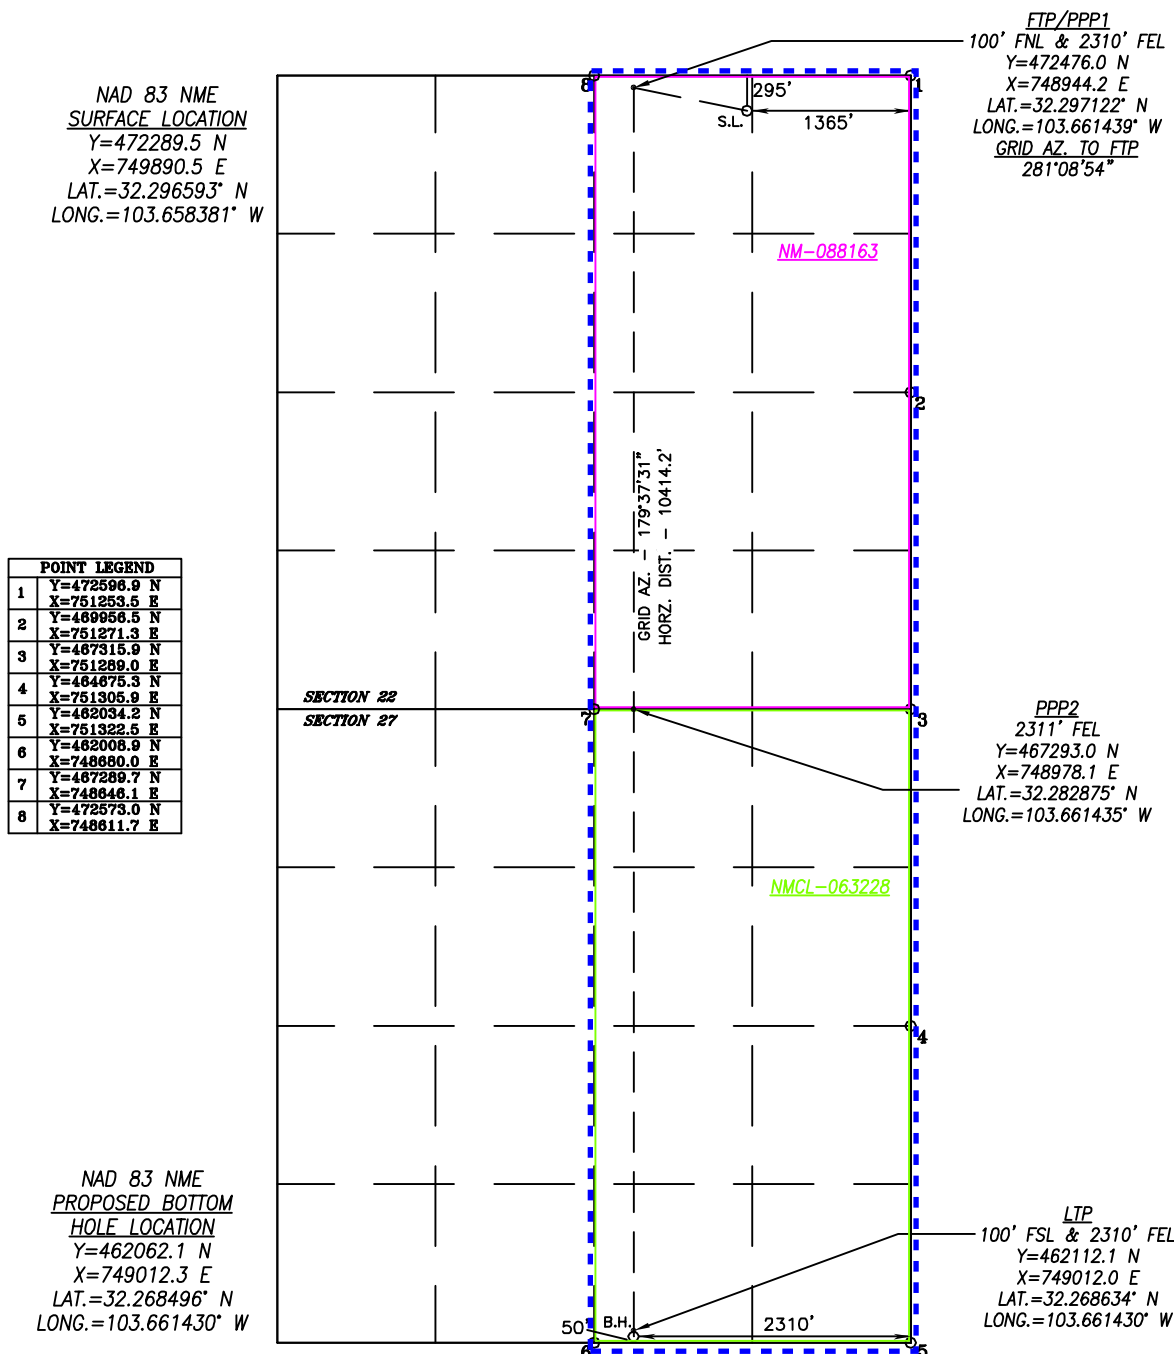 FTP/PPP1
100' FNL & 2310' FEL
Y=472476.0 N
X=748944.2 E
LAT.=32.297122° N
LONG.=103.661439° W
GRID AZ. TO FTP
281°08'54"
NAD 83 NME
SURFACE LOCATION
Y=472289.5 N
X=749890.5 E
LAT.=32.296593° N
LONG.=103.658381° W
8
1
295'
S.L.
1365'
NM-088163
2
GRID AZ. - 179°37'31"
HORZ. DIST. - 10414.2'
POINT LEGEND
1 Y=472596.9 N
X=751253.5 E
2 Y=469956.5 N
X=751271.3 E
3 Y=467315.9 N
X=751289.0 E
4 Y=464675.3 N
X=751305.9 E
5 Y=462034.2 N
X=751322.5 E
6 Y=462008.9 N
X=748680.0 E
7 Y=467289.7 N
X=748646.1 E
8 Y=472573.0 N
X=748611.7 E
SECTION 22
SECTION 27
7
3
PPP2
2311' FEL
Y=467293.0 N
X=748978.1 E
LAT.=32.282875° N
LONG.=103.661435° W
NMCL-063228
4
NAD 83 NME
PROPOSED BOTTOM
HOLE LOCATION
Y=462062.1 N
X=749012.3 E
LAT.=32.268496° N
LONG.=103.661430° W
LTP
100' FSL & 2310' FEL
Y=462112.1 N
X=749012.0 E
LAT.=32.268634° N
LONG.=103.661430° W
50'
B.H.
2310'
6
5